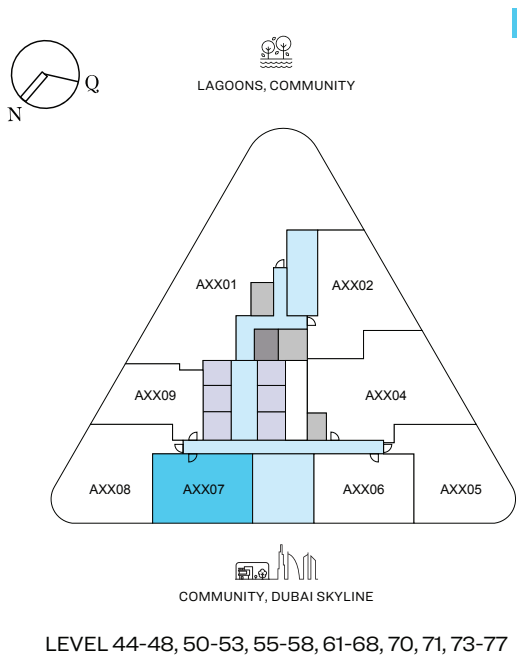 LAGOONS, COMMUNITY
Q
N
AXX01
AXX02
AXX09
AXX04
AXX08
AXX07
AXX06
AXX05
COMMUNITY, DUBAI SKYLINE
LEVEL 44-48, 50-53, 55-58, 61-68, 70, 71, 73-77